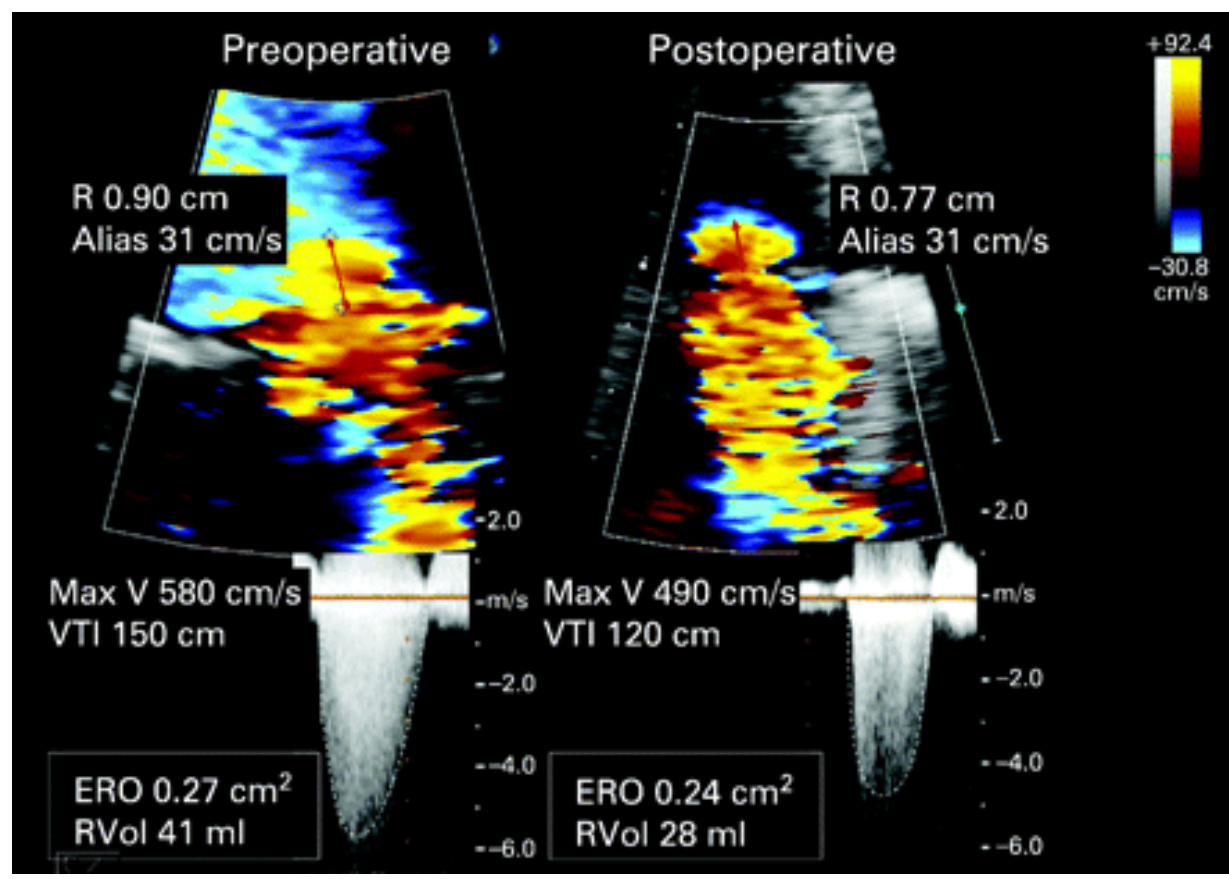 Preoperative
Postoperative
+92.4
R 0.90 cm
Alias 31 cm/s
R 0.77 cm
Alias 31 cm/s
–30.8
cm/s
2.0
2.0
Max V 580 cm/s
VTI 150 cm
m/s
Max V 490 cm/s
VTI 120 cm
m/s
–2.0
–2.0
–4.0
–4.0
ERO 0.27 cm²
RVol 41 ml
ERO 0.24 cm²
RVol 28 ml
–6.0
–6.0